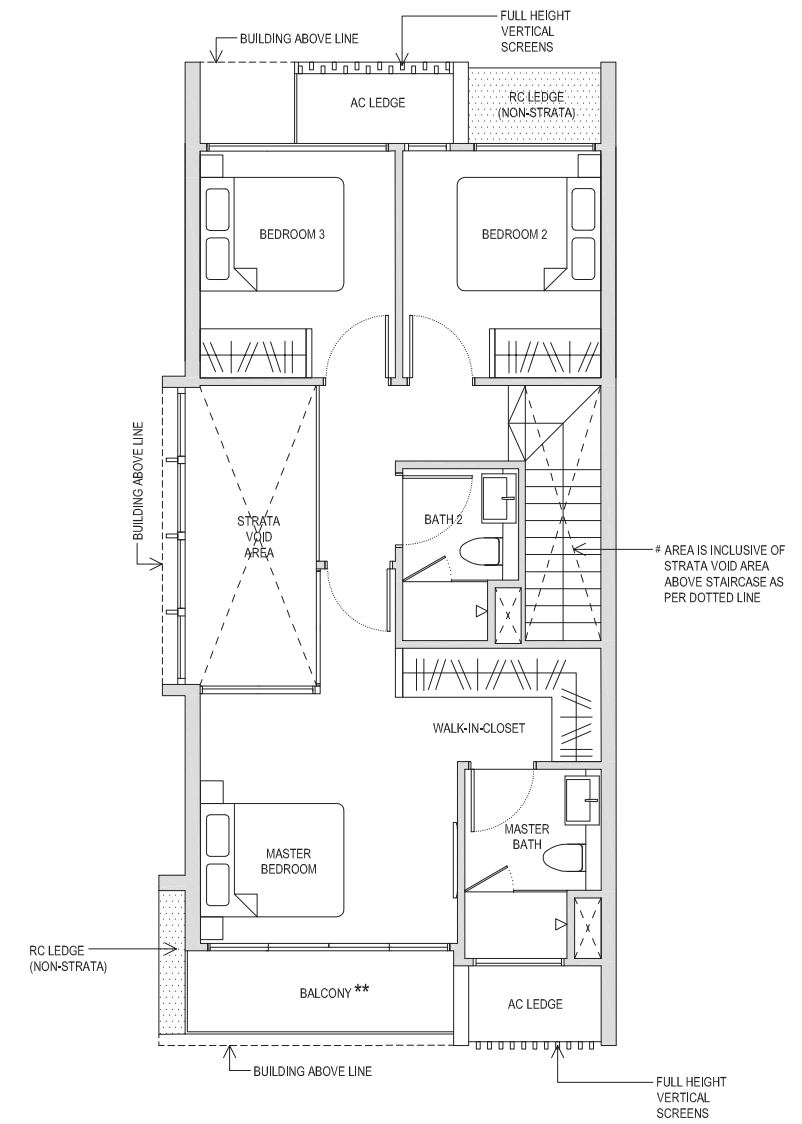 FULL HEIGHT
VERTICAL
SCREENS
BUILDING ABOVE LINE
AC LEDGE
RC LEDGE
(NON-STRATA)
BEDROOM 3
BEDROOM 2
BUILDING ABOVE LINE
STRATA
VOID
AREA
BATH 2
# AREA IS INCLUSIVE OF
STRATA VOID AREA
ABOVE STAIRCASE AS
PER DOTTED LINE
WALK-IN-CLOSET
MASTER
BATH
MASTER
BEDROOM
RC LEDGE
(NON-STRATA)
BALCONY **
AC LEDGE
BUILDING ABOVE LINE
FULL HEIGHT
VERTICAL
SCREENS